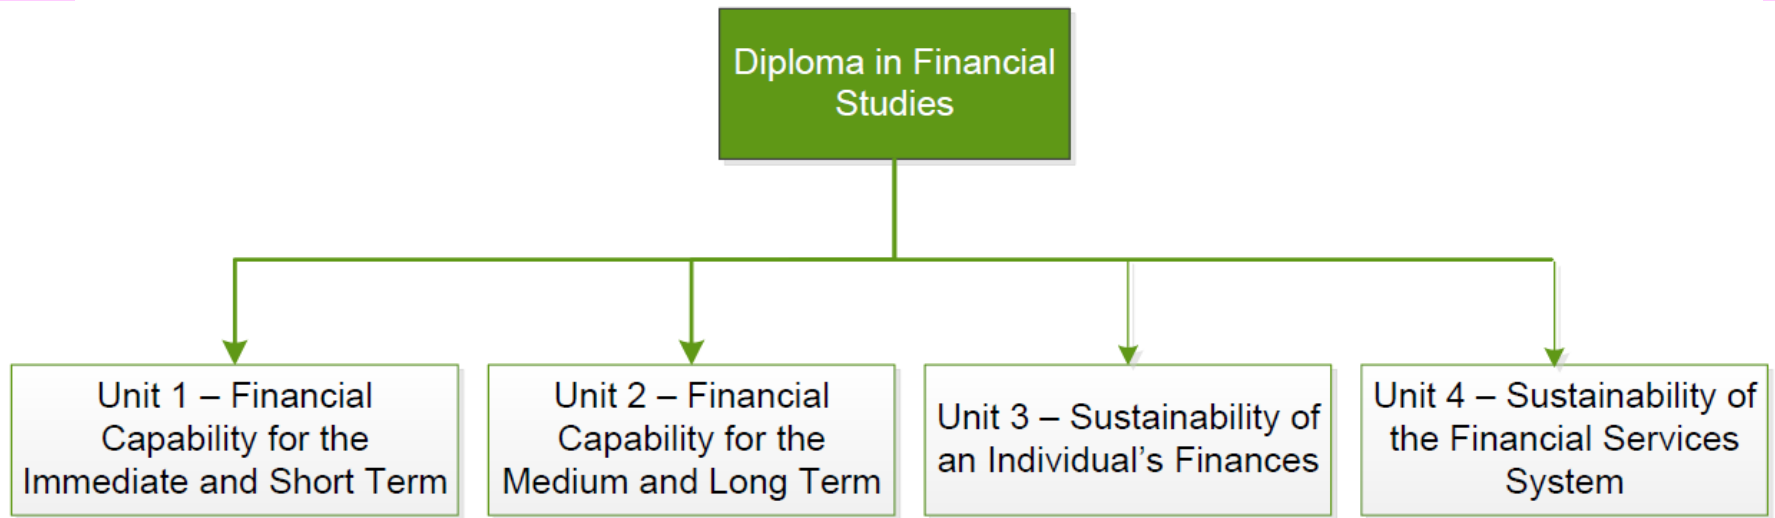 Diploma in Financial
Studies
Unit 1 – Financial
Capability for the
Immediate and Short Term
Unit 2 – Financial
Capability for the
Medium and Long Term
Unit 3 – Sustainability of
an Individual’s Finances
Unit 4 – Sustainability of
the Financial Services
System